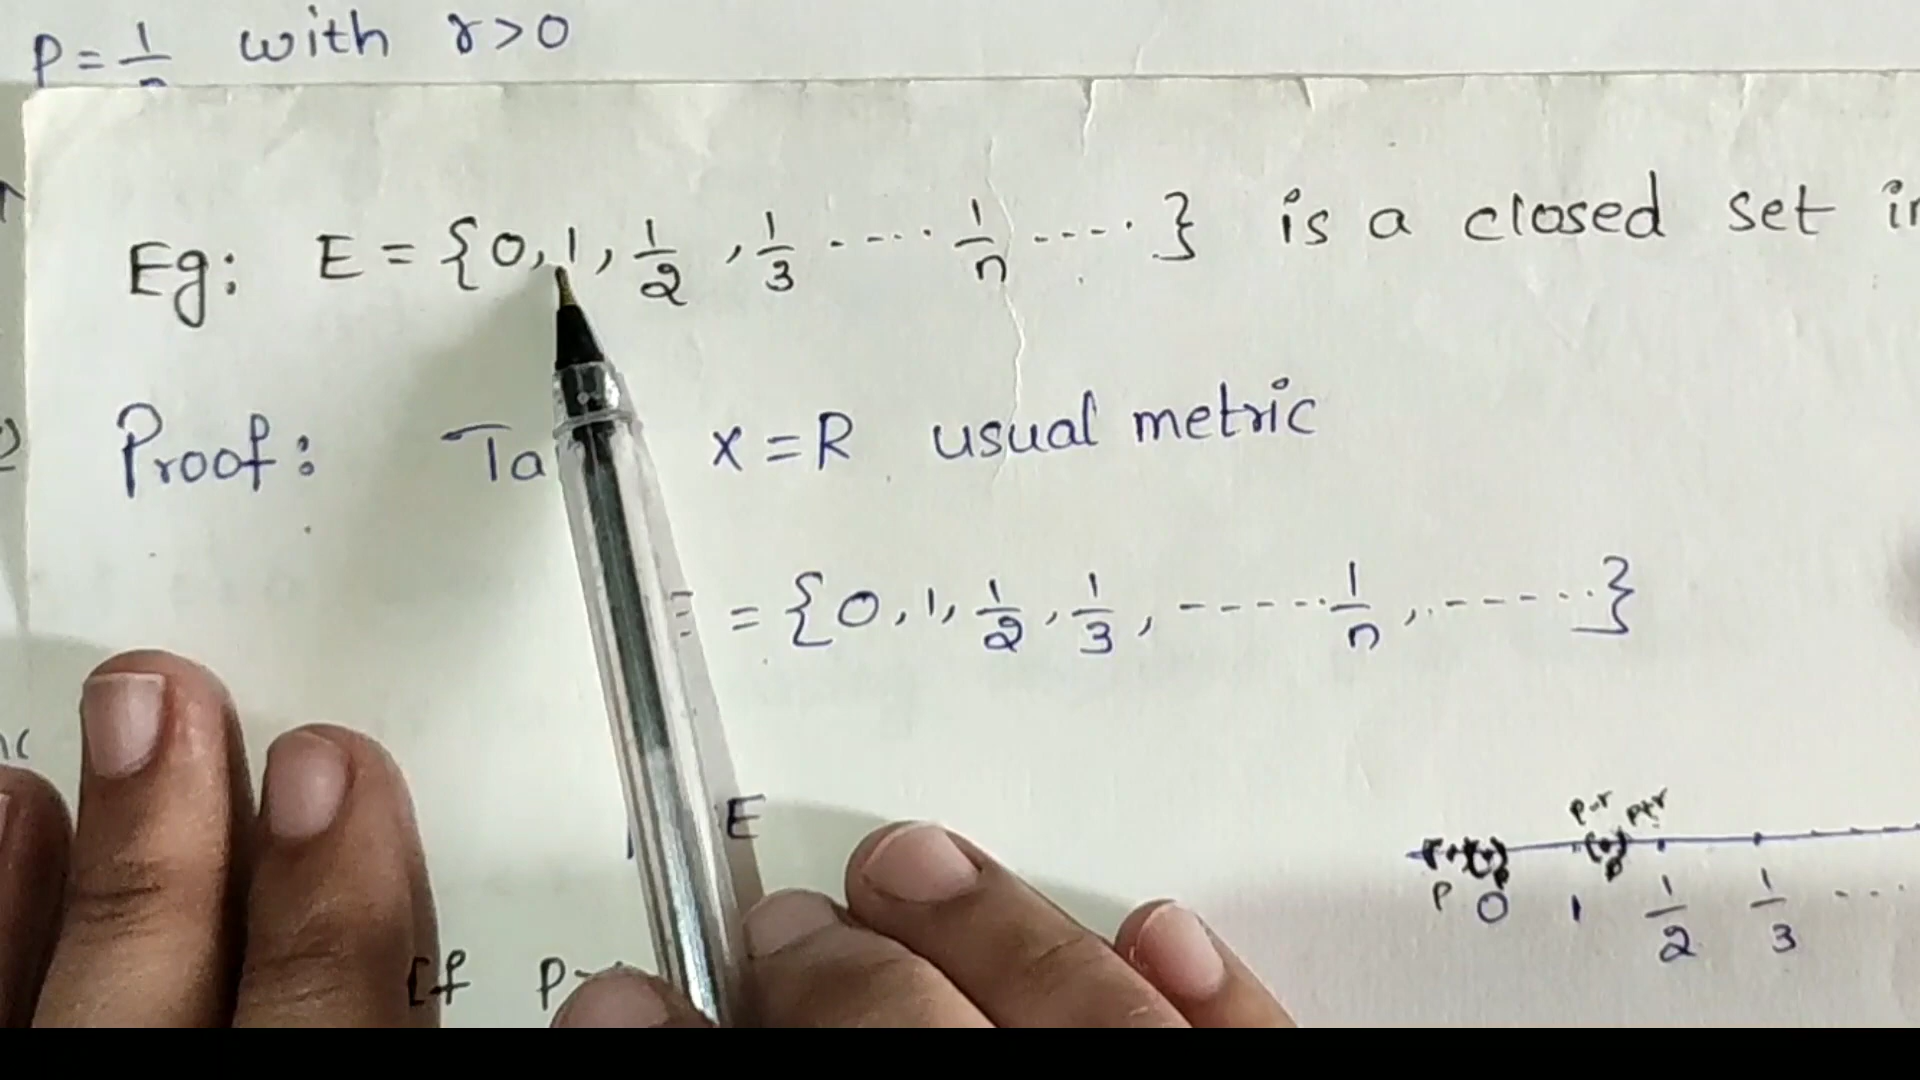 P = 1/n with r > 0
Eg: E = {0, 1, 1/2, 1/3 ---- 1/n ----} is a closed set in
Proof: Ta X = R usual metric
= {0, 1, 1/2, 1/3, ----- 1/n, ------}
E
p-r p+r
P 0 1 1/2 1/3 ...
If P